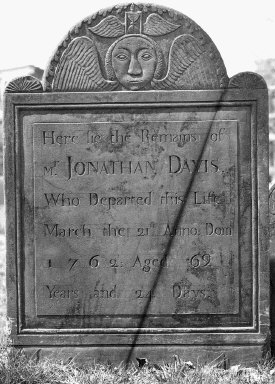 Here lie the Remains of
Mr. JONATHAN DAVIS,
Who Departed this Life
March the 21st Anno Dom
1762: Aged 69
Years and 24 Days.